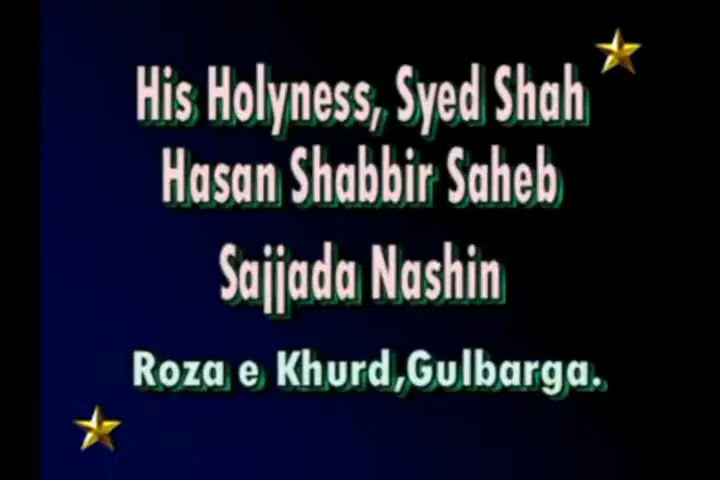 His Holyness, Syed Shah
Hasan Shabbir Saheb
Sajjada Nashin
Roza e Khurd,Gulbarga.